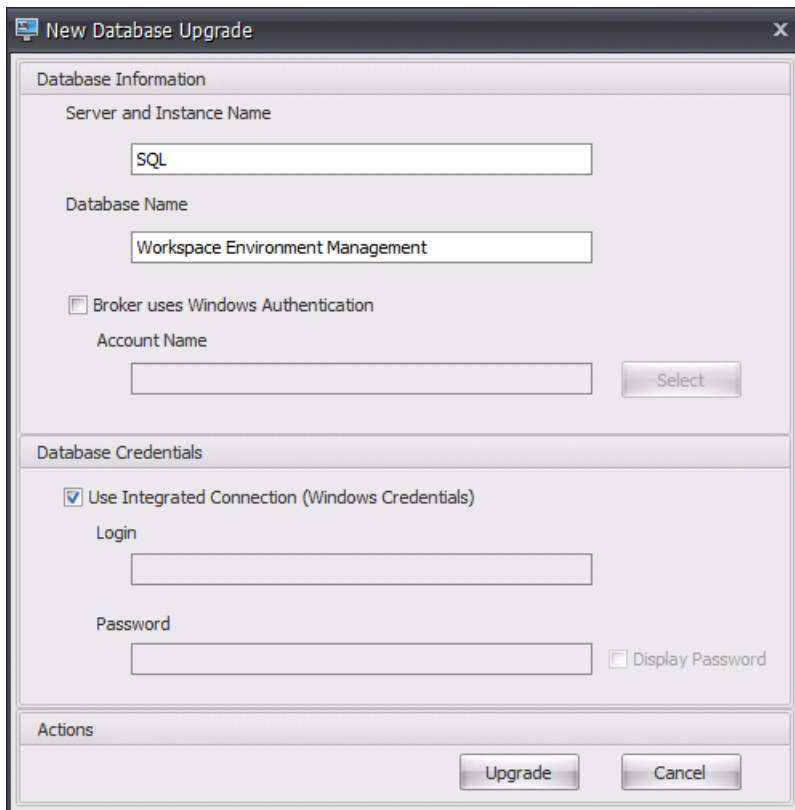 New Database Upgrade
x
Database Information
Server and Instance Name
SQL
Database Name
Workspace Environment Management
Broker uses Windows Authentication
Account Name
Select
Database Credentials
Use Integrated Connection (Windows Credentials)
Login
Password
Display Password
Actions
Upgrade Cancel